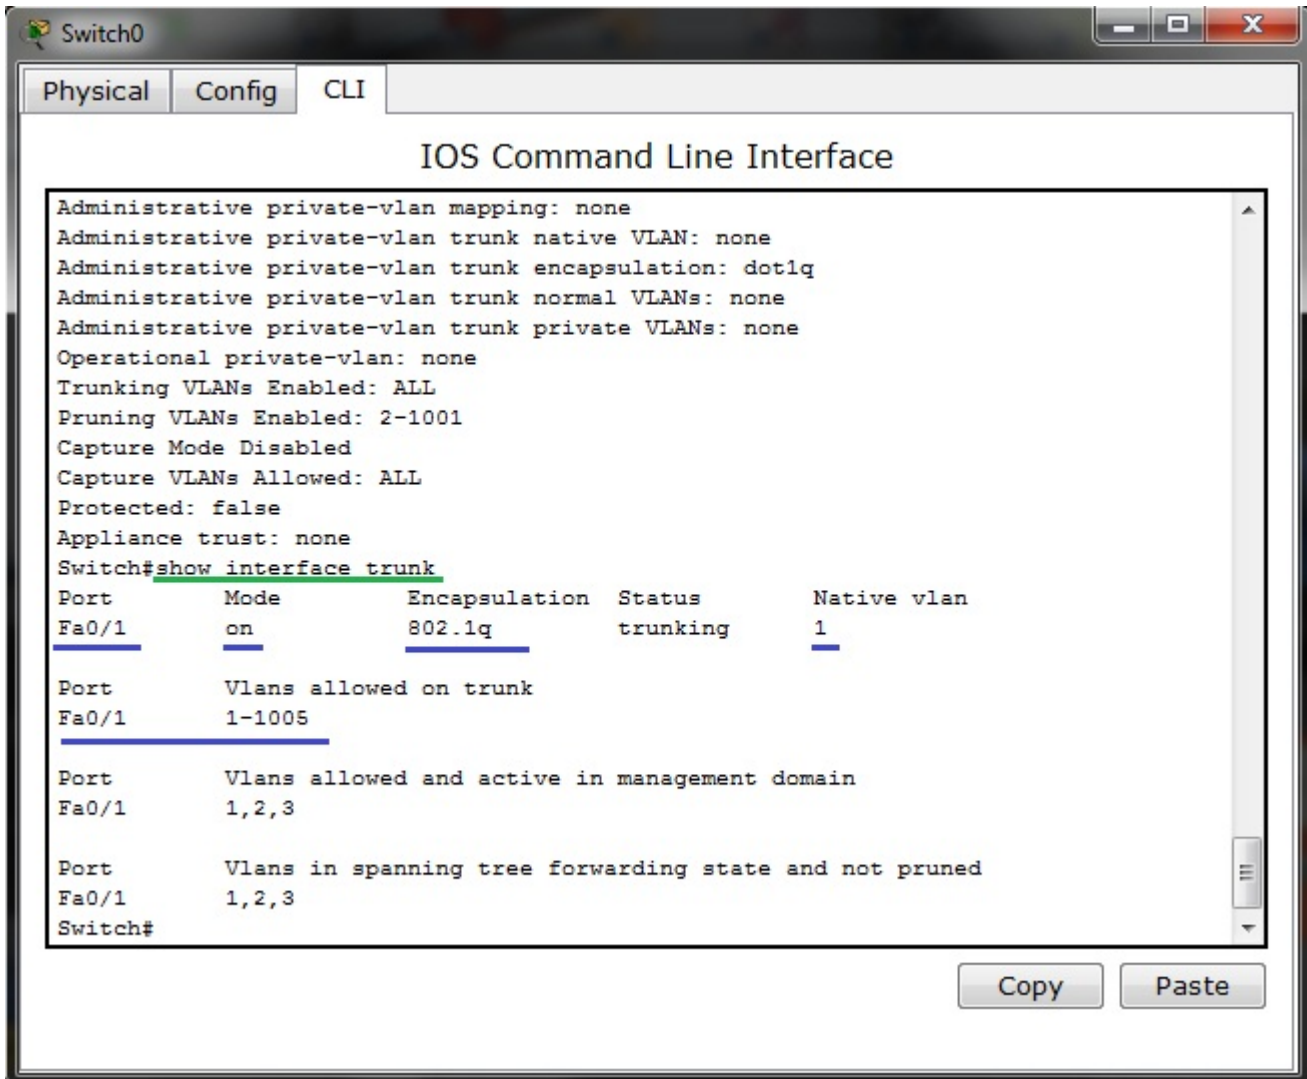 Switch0
Physical Config CLI
IOS Command Line Interface
Administrative private-vlan mapping: none
Administrative private-vlan trunk native VLAN: none
Administrative private-vlan trunk encapsulation: dot1q
Administrative private-vlan trunk normal VLANs: none
Administrative private-vlan trunk private VLANs: none
Operational private-vlan: none
Trunking VLANs Enabled: ALL
Pruning VLANs Enabled: 2-1001
Capture Mode Disabled
Capture VLANs Allowed: ALL
Protected: false
Appliance trust: none
Switch#show interface trunk
Port Mode Encapsulation Status Native vlan
Fa0/1 on 802.1q trunking 1
Port Vlans allowed on trunk
Fa0/1 1-1005
Port Vlans allowed and active in management domain
Fa0/1 1,2,3
Port Vlans in spanning tree forwarding state and not pruned
Fa0/1 1,2,3
Switch#
Copy Paste